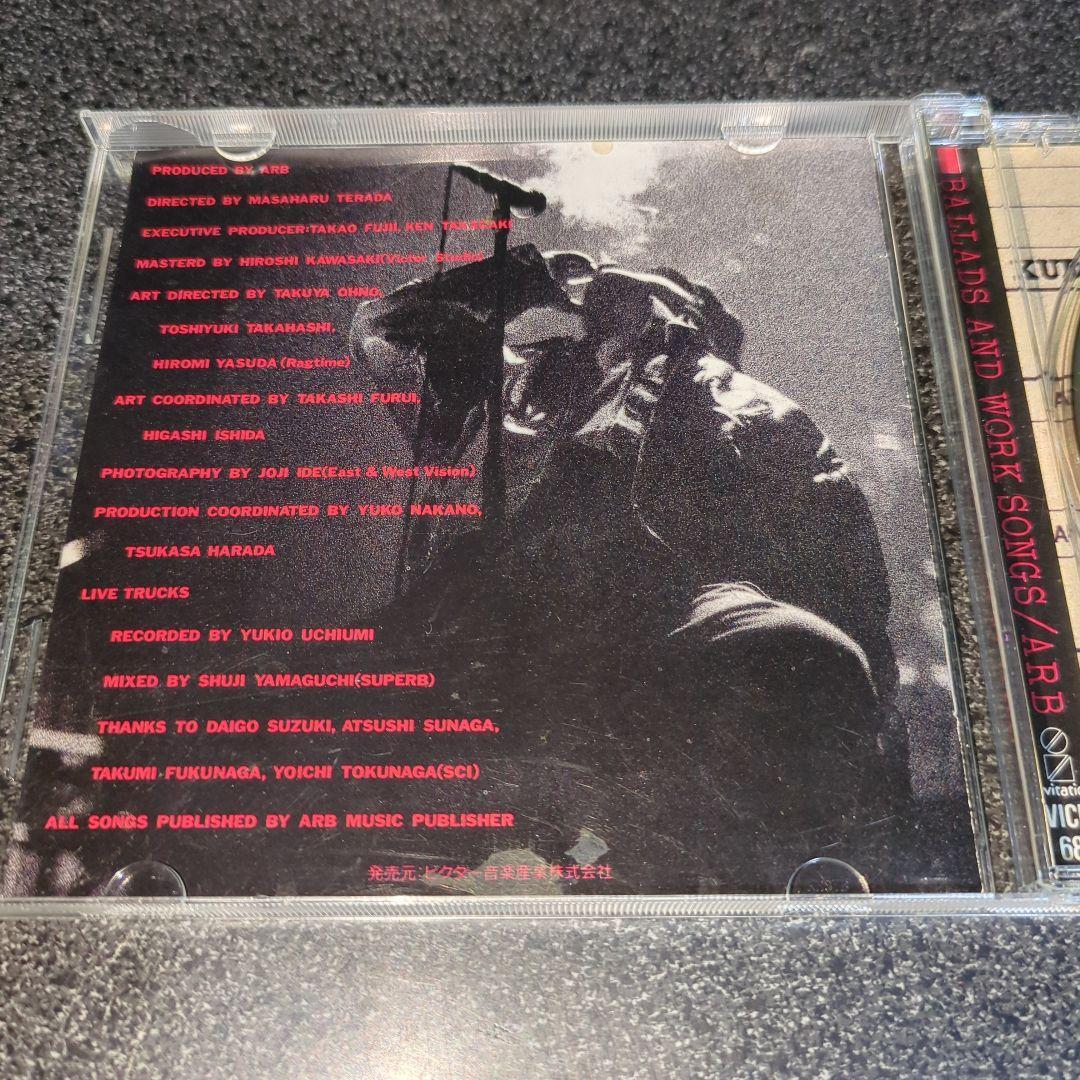 PRODUCED BY ARB
DIRECTED BY MASAHARU TERADA
EXECUTIVE PRODUCER:TAKAO FUJII, KEN
MASTERD BY HIROSHI KAWASAKI(Victor Studio)
ART DIRECTED BY TAKUYA OHNO,
TOSHIYUKI TAKAHASHI,
HIROMI YASUDA (Ragtime)
ART COORDINATED BY TAKASHI FURUI,
HIGASHI ISHIDA
PHOTOGRAPHY BY JOJI IDE(East & West Vision)
PRODUCTION COORDINATED BY YUKO NAKANO,
TSUKASA HARADA
LIVE TRUCKS
RECORDED BY YUKIO UCHIUMI
MIXED BY SHUJI YAMAGUCHI(SUPERB)
THANKS TO DAIGO SUZUKI, ATSUSHI SUNAGA,
TAKUMI FUKUNAGA, YOICHI TOKUNAGA(SCI)
ALL SONGS PUBLISHED BY ARB MUSIC PUBLISHER
発売元:ビクター音楽産業株式会社
BALLADS AND WORK SONGS/ARB